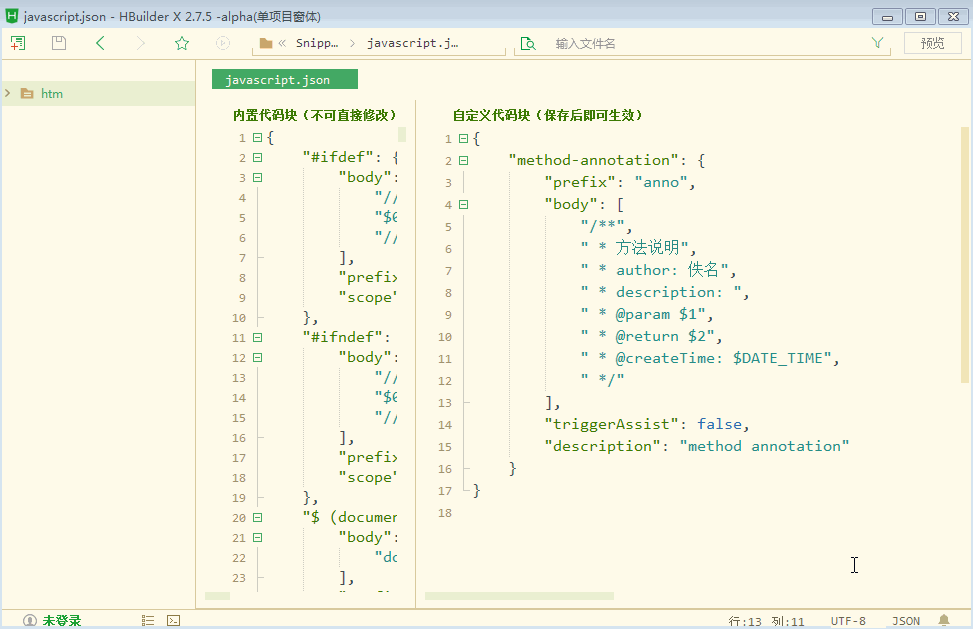 javascript.json - HBuilder X 2.7.5 -alpha(单项目窗体)
« Snipp… > javascript.j… 输入文件名 预览
htm
javascript.json
内置代码块 (不可直接修改)
1 {
2 "#ifdef": {
3 "body":
4 "//
5 "$0
6 "//
7 ],
8 "prefix
9 "scope"
10 },
11 "#ifndef":
12 "body":
13 "//
14 "$0
15 "//
16 ],
17 "prefix
18 "scope"
19 },
20 "$ (documen
21 "body":
22 "do
23 ],
自定义代码块 (保存后即可生效)
1 {
2 "method-annotation": {
3 "prefix": "anno",
4 "body": [
5 "/**",
6 " * 方法说明",
7 " * author: 佚名",
8 " * description: ",
9 " * @param $1",
10 " * @return $2",
11 " * @createTime: $DATE_TIME",
12 " */"
13 ],
14 "triggerAssist": false,
15 "description": "method annotation"
16 }
17 }
18
未登录 行:13 列:11 UTF-8 JSON